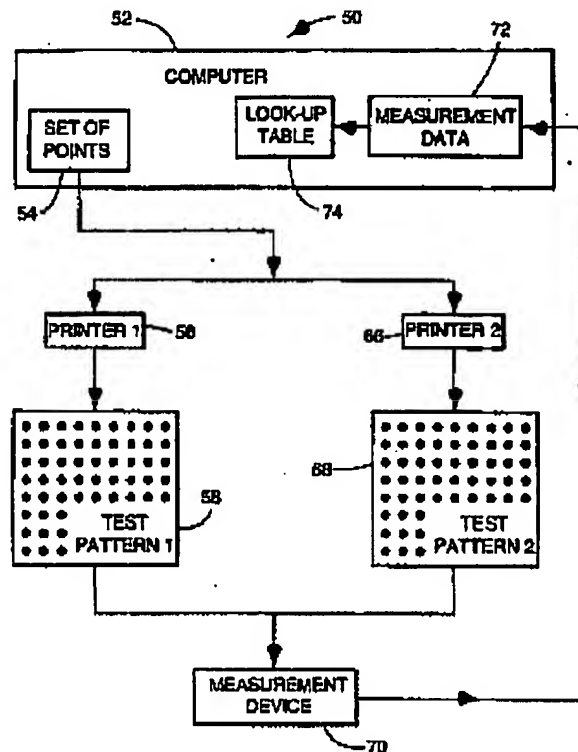 50
52
72
COMPUTER
SET OF
POINTS
LOOK-UP
TABLE
MEASUREMENT
DATA
54
74
PRINTER 1
56
66
PRINTER 2
TEST
PATTERN 1
58
68
TEST
PATTERN 2
MEASUREMENT
DEVICE
70